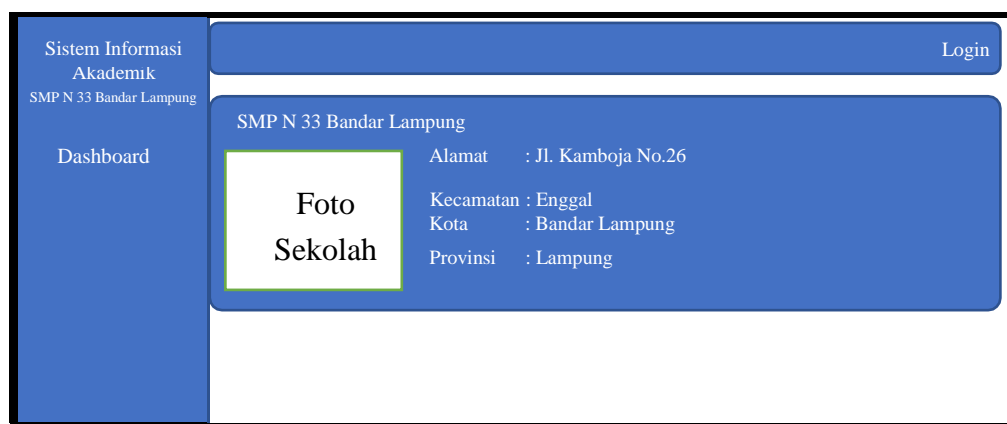 Sistem Informasi
Akademik
SMP N 33 Bandar Lampung
Dashboard
Login
SMP N 33 Bandar Lampung
Foto
Sekolah
Alamat : Jl. Kamboja No.26
Kecamatan : Enggal
Kota : Bandar Lampung
Provinsi : Lampung